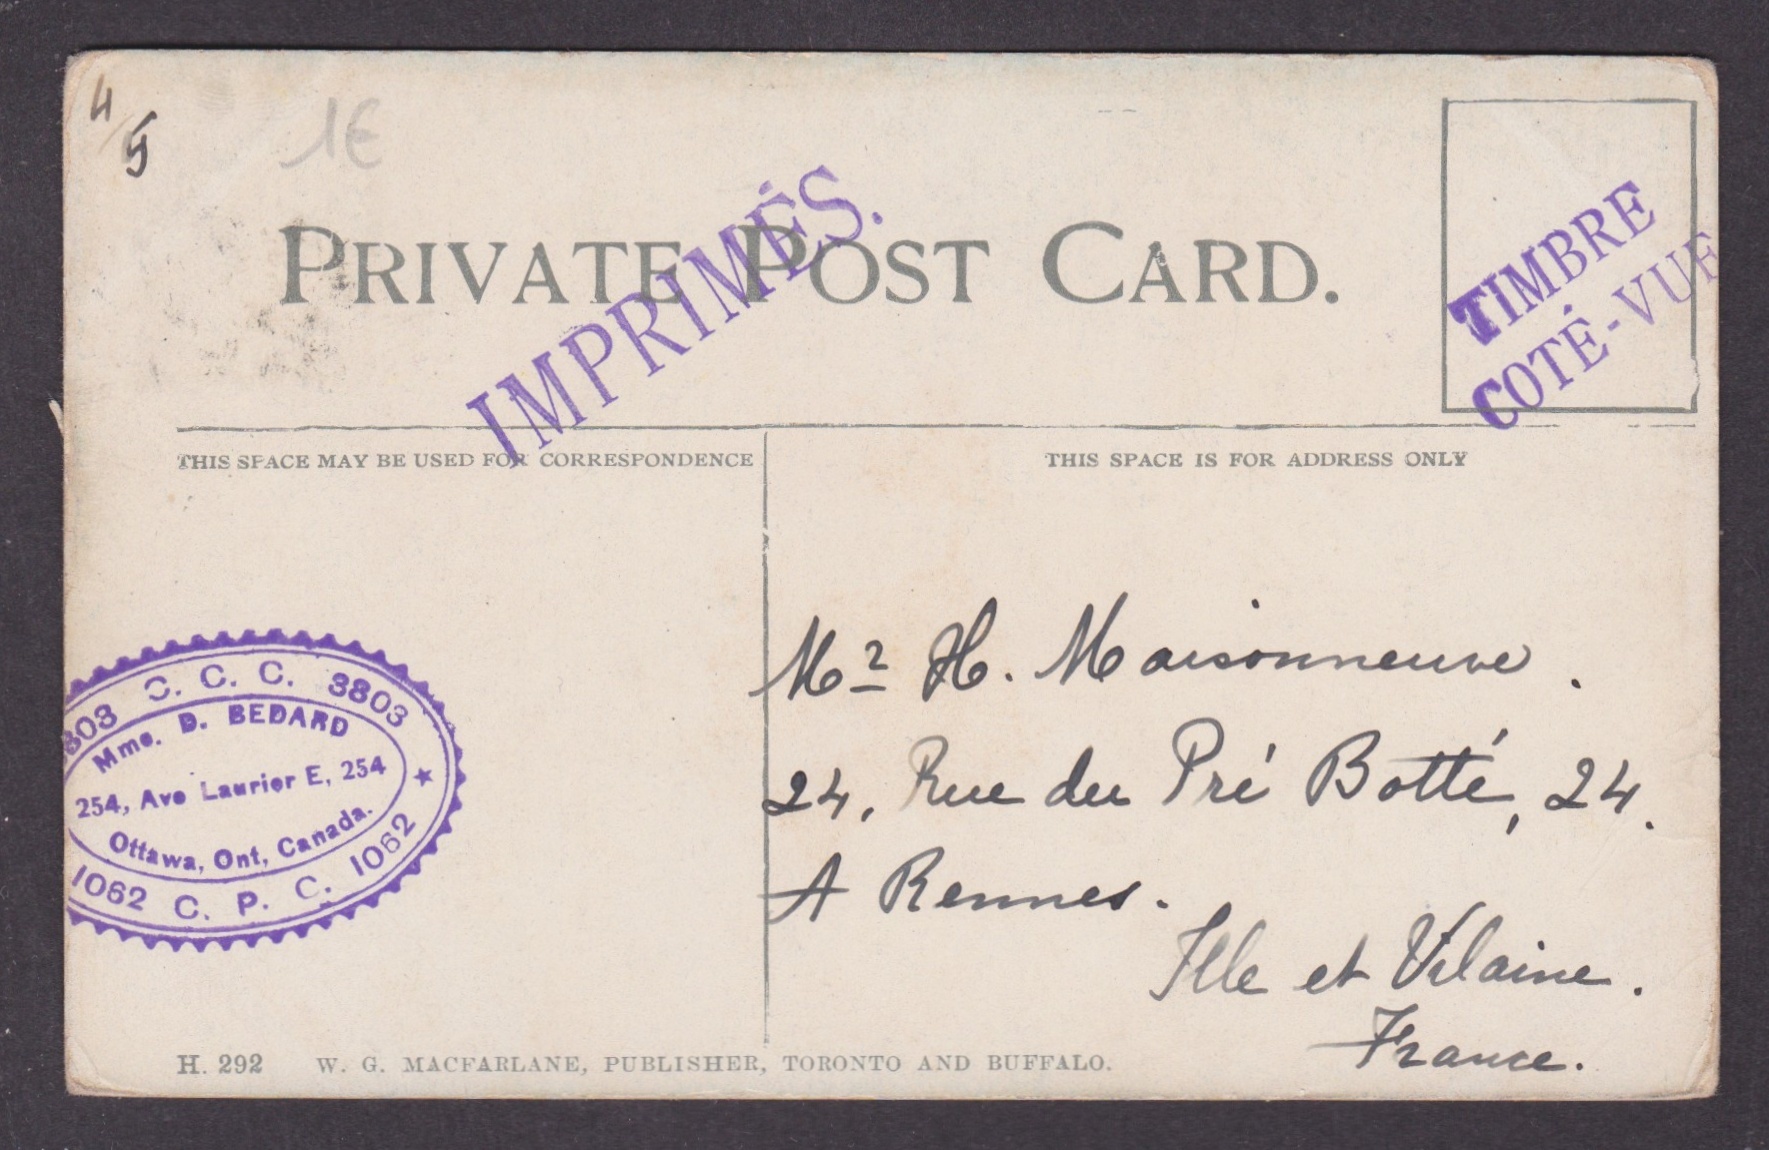 4/5
1€
PRIVATE POST CARD.
IMPRIMÉS.
TIMBRE
COTÉ-VUE
THIS SPACE MAY BE USED FOR CORRESPONDENCE
THIS SPACE IS FOR ADDRESS ONLY
3803 C. C. C. 3803
Mme. D. BEDARD
254, Ave Laurier E, 254
Ottawa, Ont, Canada.
1062 C. P. C. 1062
Mr H. Maisonneuve.
24, Rue du Pré Botté, 24.
A Rennes.
Ille et Vilaine.
France.
H. 292 W. G. MACFARLANE, PUBLISHER, TORONTO AND BUFFALO.